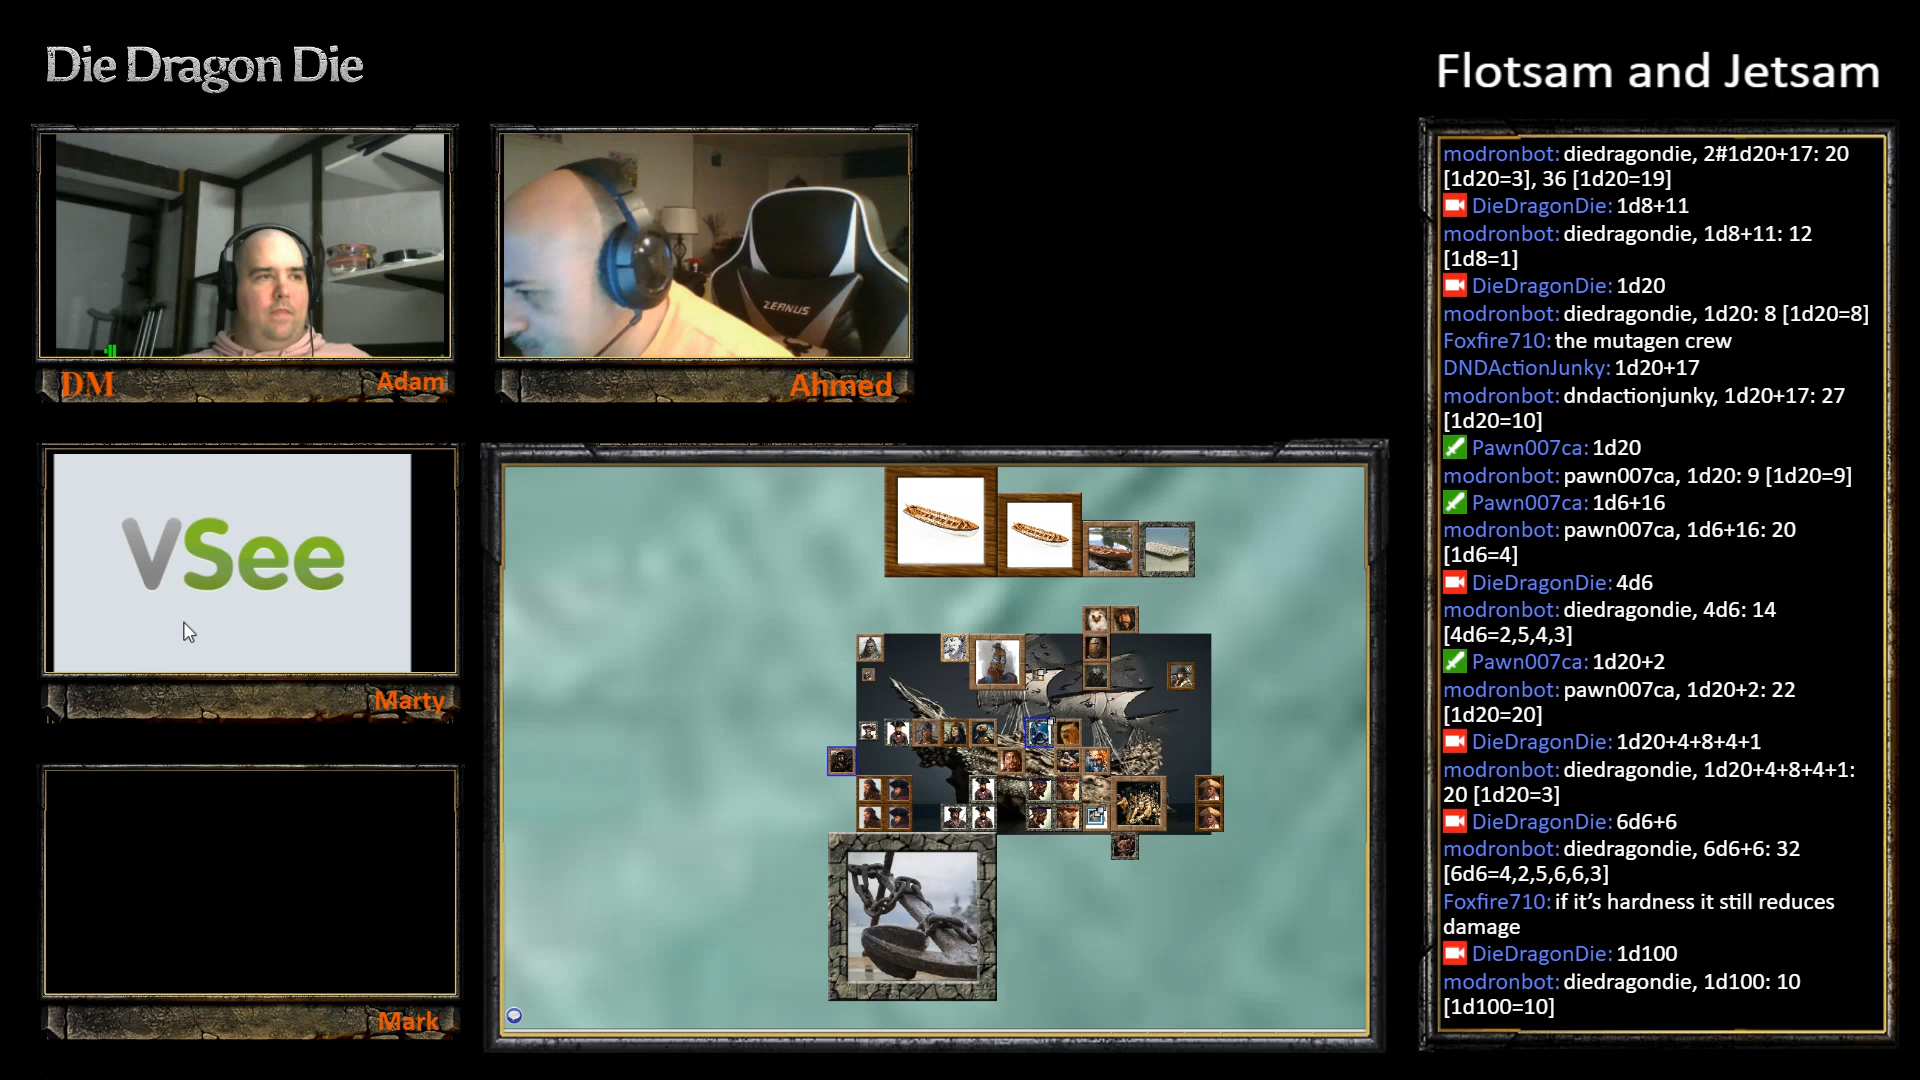 Die Dragon Die
Flotsam and Jetsam
ZEANUS
DM
Adam
Ahmed
VSee
Marty
Mark
modronbot: diedragondie, 2#1d20+17: 20
[1d20=3], 36 [1d20=19]
DieDragonDie: 1d8+11
modronbot: diedragondie, 1d8+11: 12
[1d8=1]
DieDragonDie: 1d20
modronbot: diedragondie, 1d20: 8 [1d20=8]
Foxfire710: the mutagen crew
DNDActionJunky: 1d20+17
modronbot: dndactionjunky, 1d20+17: 27
[1d20=10]
Pawn007ca: 1d20
modronbot: pawn007ca, 1d20: 9 [1d20=9]
Pawn007ca: 1d6+16
modronbot: pawn007ca, 1d6+16: 20
[1d6=4]
DieDragonDie: 4d6
modronbot: diedragondie, 4d6: 14
[4d6=2,5,4,3]
Pawn007ca: 1d20+2
modronbot: pawn007ca, 1d20+2: 22
[1d20=20]
DieDragonDie: 1d20+4+8+4+1
modronbot: diedragondie, 1d20+4+8+4+1:
20 [1d20=3]
DieDragonDie: 6d6+6
modronbot: diedragondie, 6d6+6: 32
[6d6=4,2,5,6,6,3]
Foxfire710: if it's hardness it still reduces
damage
DieDragonDie: 1d100
modronbot: diedragondie, 1d100: 10
[1d100=10]